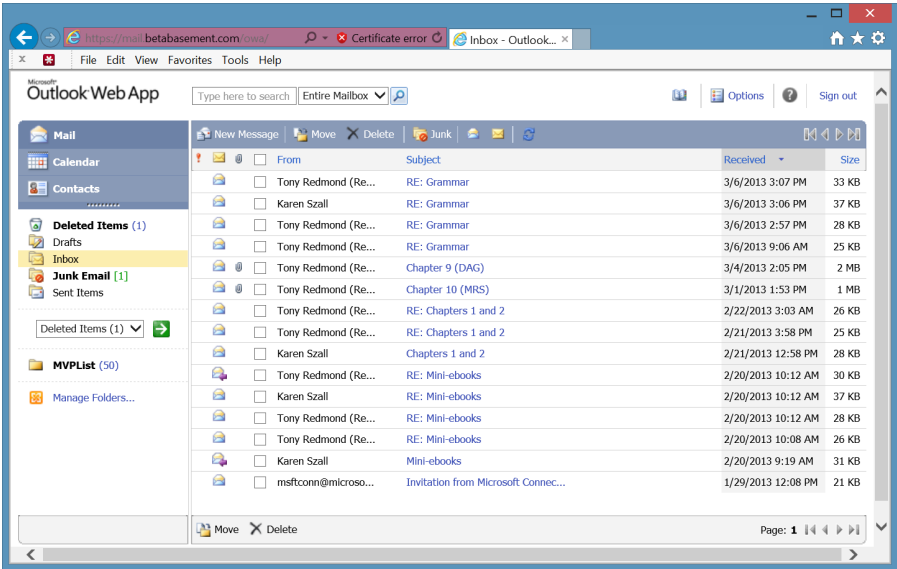 https://mail.betabasement.com/owa/ Certificate error Inbox - Outlook... ×
x File Edit View Favorites Tools Help
Microsoft®
Outlook Web App Type here to search Entire Mailbox Options Sign out
Mail New Message Move Delete Junk
Calendar From Subject Received Size
Contacts
Tony Redmond (Re... RE: Grammar 3/6/2013 3:07 PM 33 KB
Karen Szall RE: Grammar 3/6/2013 3:06 PM 37 KB
Deleted Items (1) Tony Redmond (Re... RE: Grammar 3/6/2013 2:57 PM 28 KB
Drafts Tony Redmond (Re... RE: Grammar 3/6/2013 9:06 AM 25 KB
Inbox
Junk Email [1] Tony Redmond (Re... Chapter 9 (DAG) 3/4/2013 2:05 PM 2 MB
Sent Items Tony Redmond (Re... Chapter 10 (MRS) 3/1/2013 1:53 PM 1 MB
Tony Redmond (Re... RE: Chapters 1 and 2 2/22/2013 3:03 AM 26 KB
Deleted Items (1) Tony Redmond (Re... RE: Chapters 1 and 2 2/21/2013 3:58 PM 25 KB
Karen Szall Chapters 1 and 2 2/21/2013 12:58 PM 28 KB
MVPList (50) Tony Redmond (Re... RE: Mini-ebooks 2/20/2013 10:12 AM 30 KB
Manage Folders... Karen Szall RE: Mini-ebooks 2/20/2013 10:12 AM 37 KB
Tony Redmond (Re... RE: Mini-ebooks 2/20/2013 10:12 AM 28 KB
Tony Redmond (Re... RE: Mini-ebooks 2/20/2013 10:08 AM 26 KB
Karen Szall Mini-ebooks 2/20/2013 9:19 AM 31 KB
msftconn@microso... Invitation from Microsoft Connec... 1/29/2013 12:08 PM 21 KB
Move Delete Page: 1